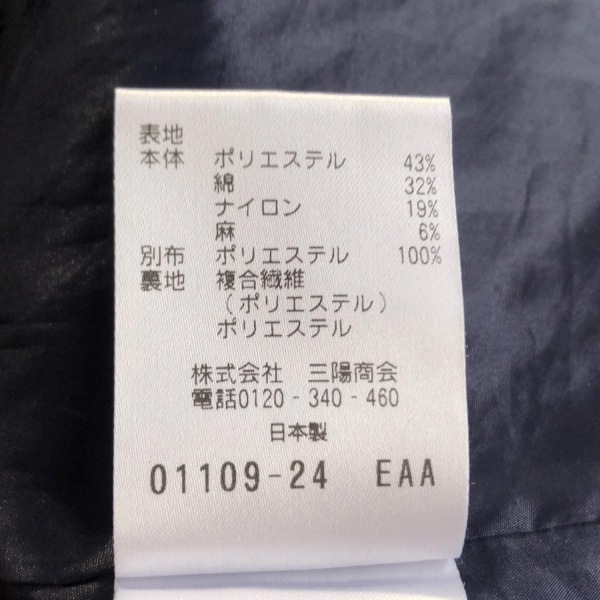 表地
本体 ポリエステル 43%
綿 32%
ナイロン 19%
麻 6%
別布 ポリエステル 100%
裏地 複合繊維
(ポリエステル)
ポリエステル
株式会社 三陽商会
電話0120-340-460
日本製
01109-24 EAA